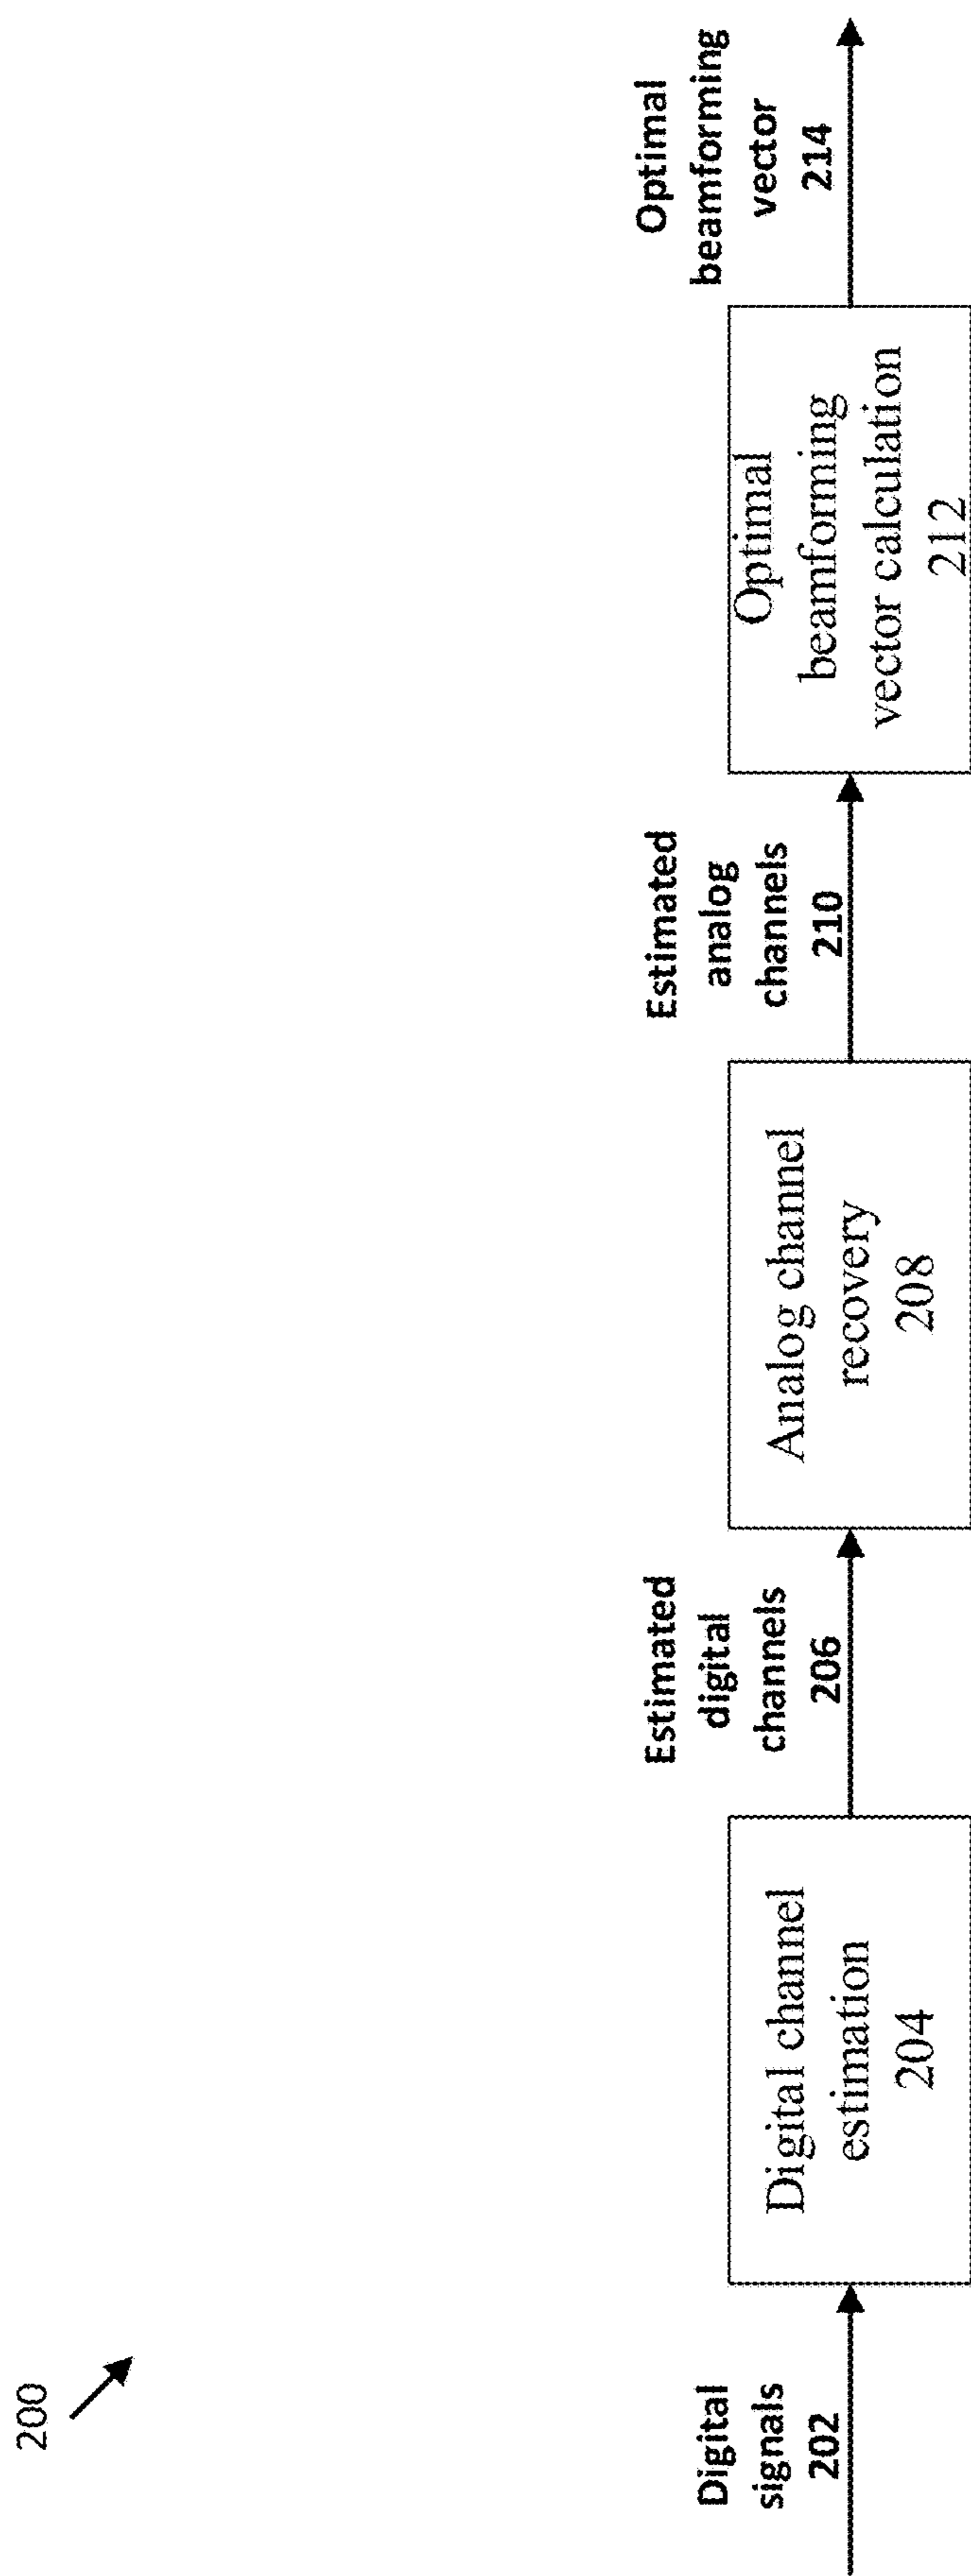 200
Digital
signals
202
Digital channel
estimation
204
Estimated
digital
channels
206
Analog channel
recovery
208
Estimated
analog
channels
210
Optimal
beamforming
vector calculation
212
Optimal
beamforming
vector
214